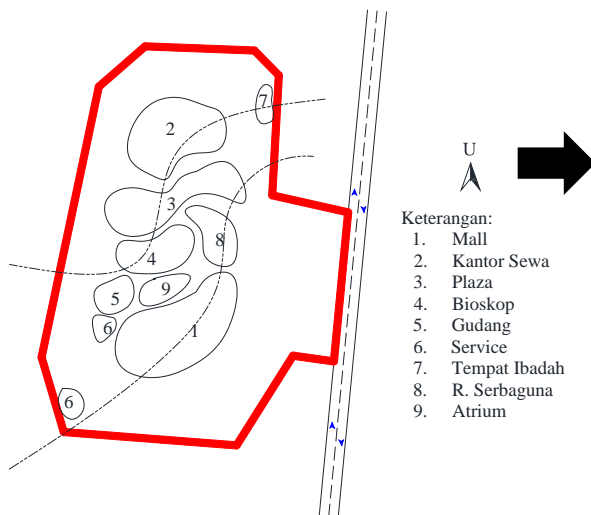 7
2
3
8
4
9
5
6
1
6
U
Keterangan:
1. Mall
2. Kantor Sewa
3. Plaza
4. Bioskop
5. Gudang
6. Service
7. Tempat Ibadah
8. R. Serbaguna
9. Atrium